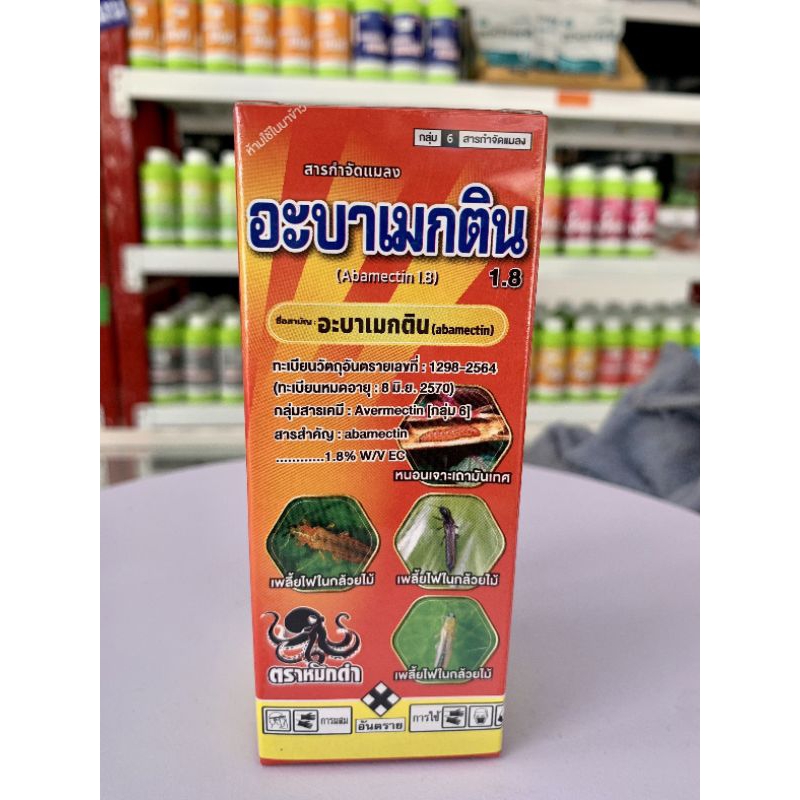 ห้ามใช้ในนาข้าว
กลุ่ม 6 สารกำจัดแมลง
สารกำจัดแมลง
อะบาเมกติน
(Abamectin 1.8)
1.8
ชื่อสามัญ : อะบาเมกติน (abamectin)
ทะเบียนวัตถุอันตรายเลขที่ : 1298-2564
(ทะเบียนหมดอายุ : 8 มิ.ย. 2570)
กลุ่มสารเคมี : Avermectin [กลุ่ม 6]
สารสำคัญ : abamectin
............1.8% W/V EC
หนอนเจาะเถามันเทศ
เพลี้ยไฟในกล้วยไม้
เพลี้ยไฟในกล้วยไม้
ตราหมึกดำ
เพลี้ยไฟในกล้วยไม้
การผสม
อันตราย
การใช้